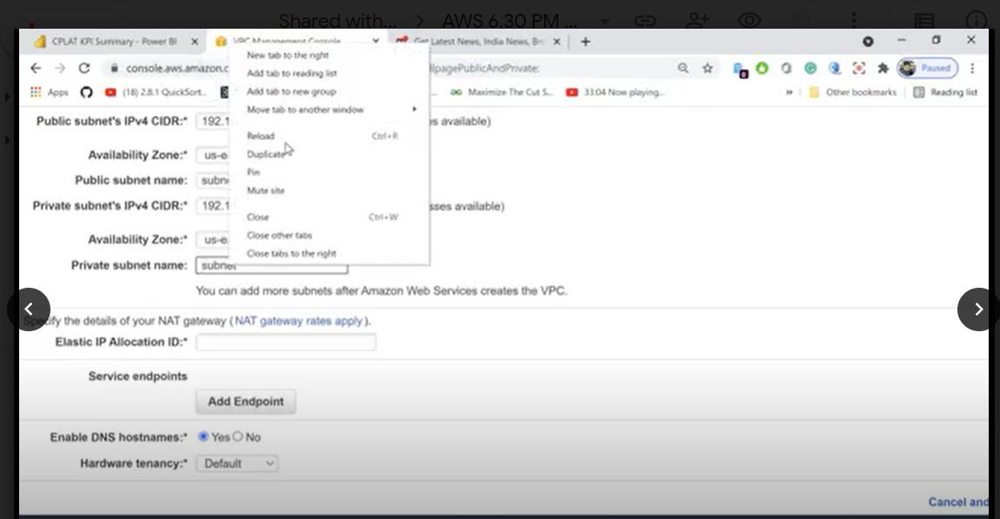 Shared with... > AWS 6.30 PM ...
CPLAT KPI Summary - Power BI
VPC Management Console
Get Latest News, India News, Bre
console.aws.amazon.c
llpagePublicAndPrivate:
Paused
Apps
(18) 2.8.1 QuickSort...
Maximize The Cut S...
33:04 Now playing...
»
Other bookmarks
Reading list
New tab to the right
Add tab to reading list
Add tab to new group
Move tab to another window
Reload Ctrl+R
Duplicate
Pin
Mute site
Close Ctrl+W
Close other tabs
Close tabs to the right
Public subnet's IPv4 CIDR:* 192.1 s available)
Availability Zone:* us-e
Public subnet name: subn
Private subnet's IPv4 CIDR:* 192.1 sses available)
Availability Zone:* us-e
Private subnet name: subnet
You can add more subnets after Amazon Web Services creates the VPC.
Specify the details of your NAT gateway (NAT gateway rates apply).
Elastic IP Allocation ID:*
Service endpoints
Add Endpoint
Enable DNS hostnames:* Yes No
Hardware tenancy:* Default
Cancel and